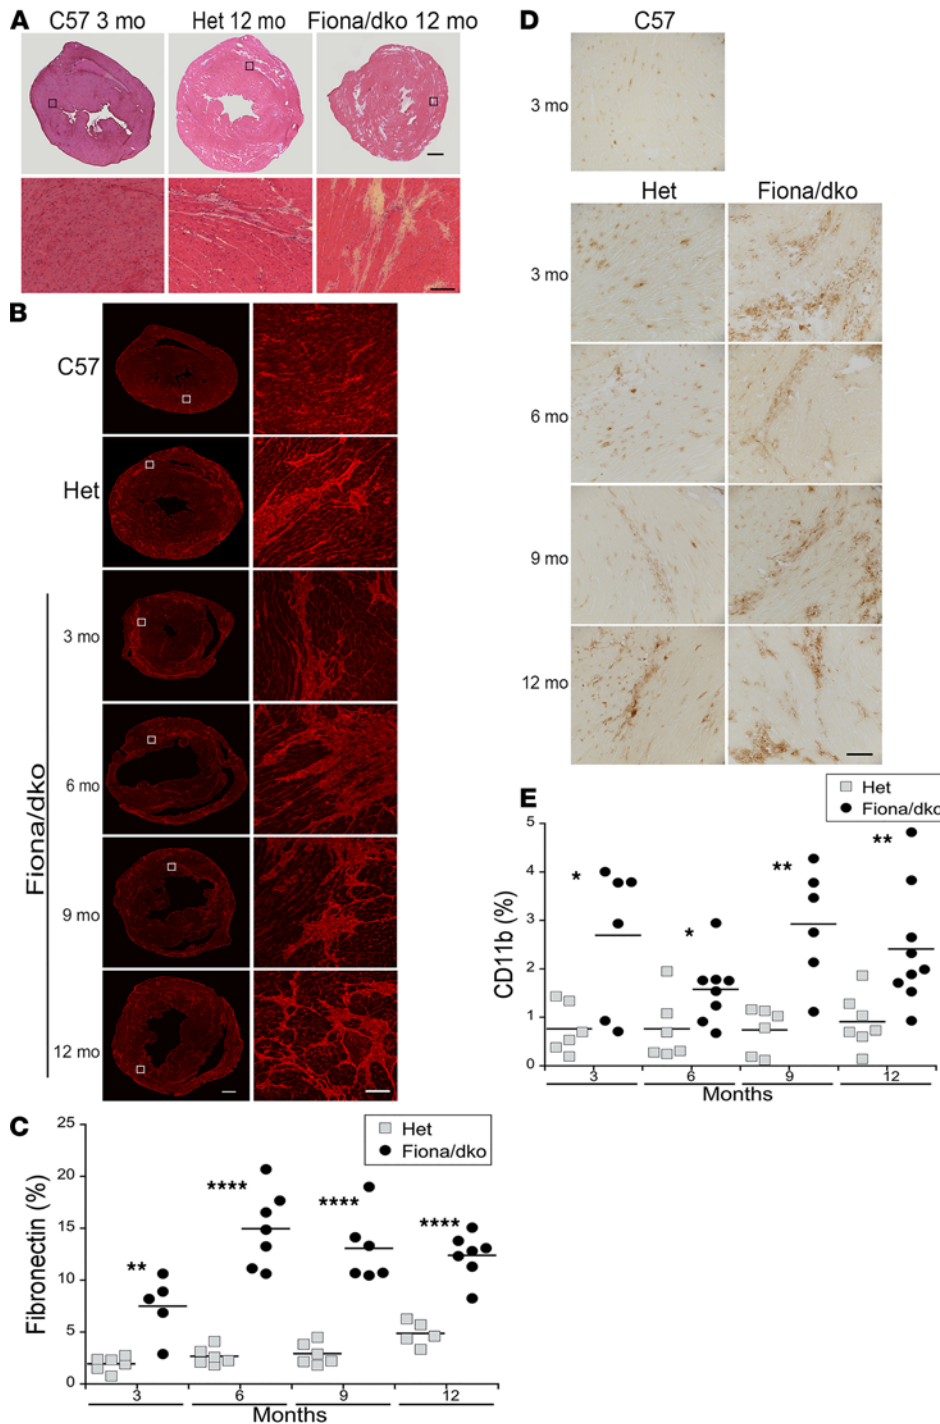 A
C57 3 mo
Het 12 mo
Fiona/dko 12 mo
B
C57
Het
Fiona/dko
3 mo
6 mo
9 mo
12 mo
C
Het
Fiona/dko
Fibronectin (%)
25
20
15
10
5
0
**
****
****
****
3
6
9
12
Months
D
C57
3 mo
Het
Fiona/dko
3 mo
6 mo
9 mo
12 mo
E
Het
Fiona/dko
CD11b (%)
5
4
3
2
1
0
*
*
**
**
3
6
9
12
Months